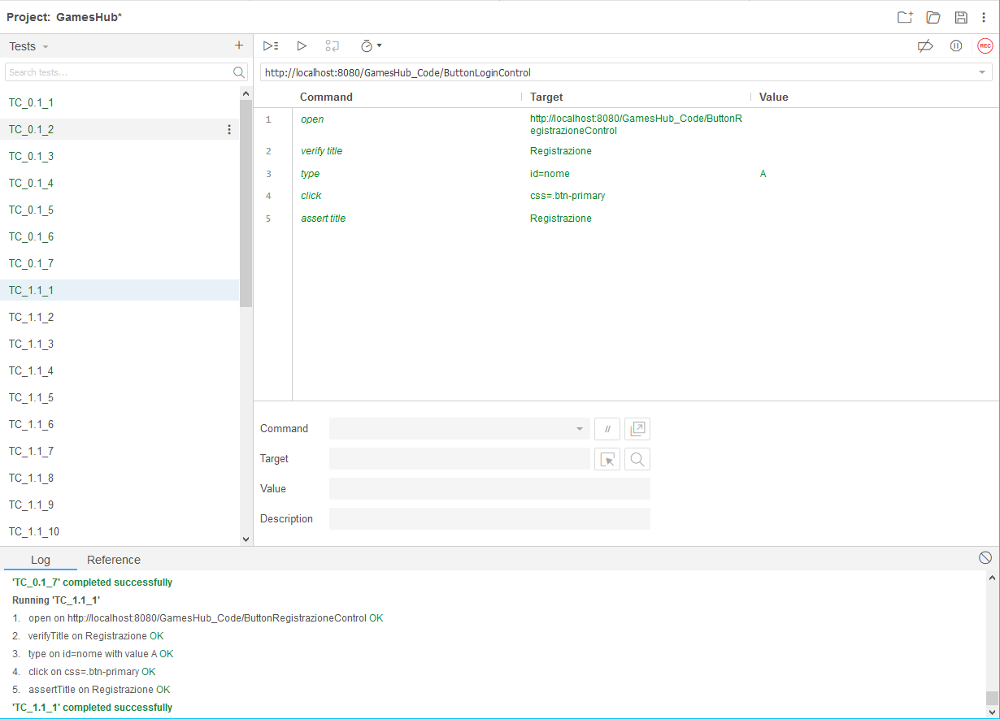 Project: GamesHub*
Tests
+
Search tests...
TC_0.1_1
TC_0.1_2
TC_0.1_3
TC_0.1_4
TC_0.1_5
TC_0.1_6
TC_0.1_7
TC_1.1_1
TC_1.1_2
TC_1.1_3
TC_1.1_4
TC_1.1_5
TC_1.1_6
TC_1.1_7
TC_1.1_8
TC_1.1_9
TC_1.1_10
REC
http://localhost:8080/GamesHub_Code/ButtonLoginControl
Command Target Value
1 open http://localhost:8080/GamesHub_Code/ButtonR
egistrazioneControl
2 verify title Registrazione
3 type id=nome A
4 click css=.btn-primary
5 assert title Registrazione
Command //
Target
Value
Description
Log Reference
'TC_0.1_7' completed successfully
Running 'TC_1.1_1'
1. open on http://localhost:8080/GamesHub_Code/ButtonRegistrazioneControl OK
2. verifyTitle on Registrazione OK
3. type on id=nome with value A OK
4. click on css=.btn-primary OK
5. assertTitle on Registrazione OK
'TC_1.1_1' completed successfully